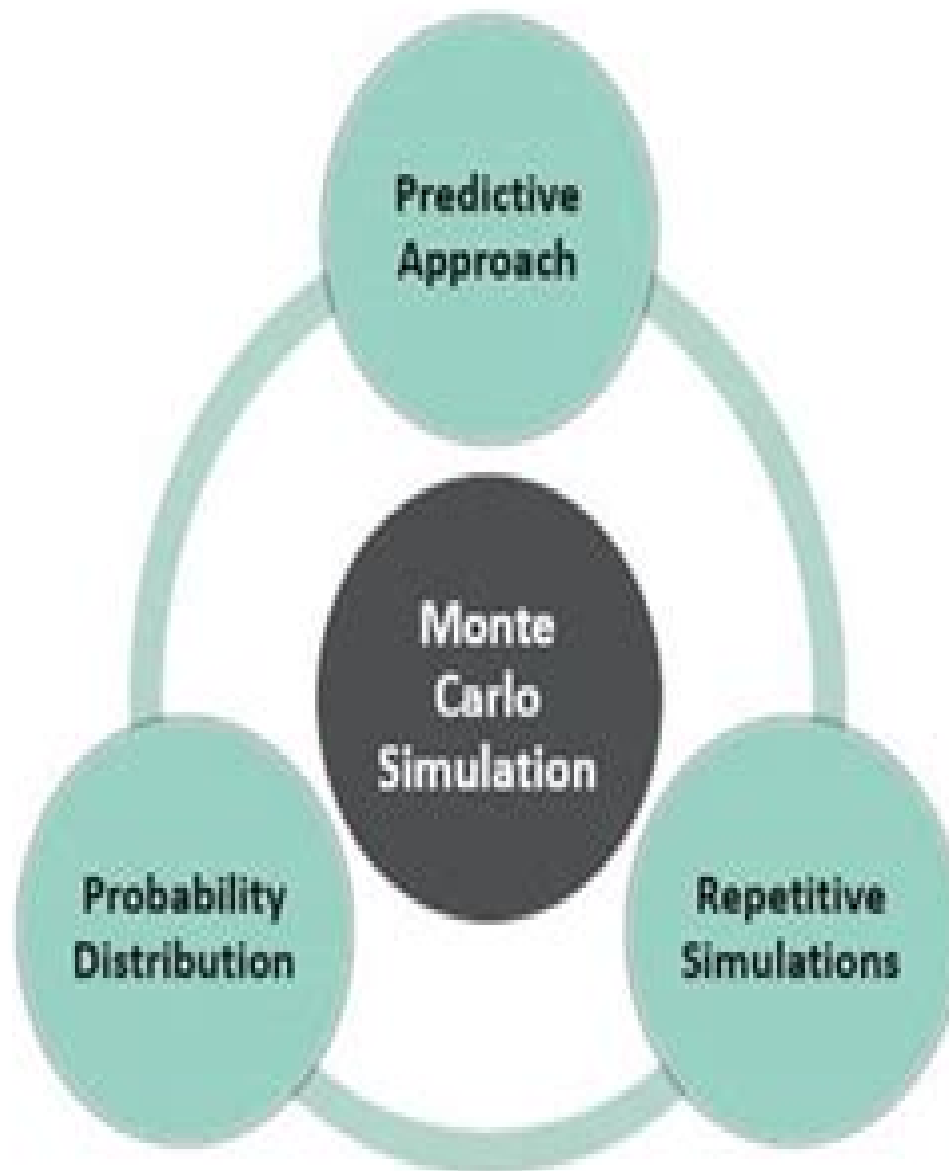 Predictive
Approach
Monte
Carlo
Simulation
Probability
Distribution
Repetitive
Simulations